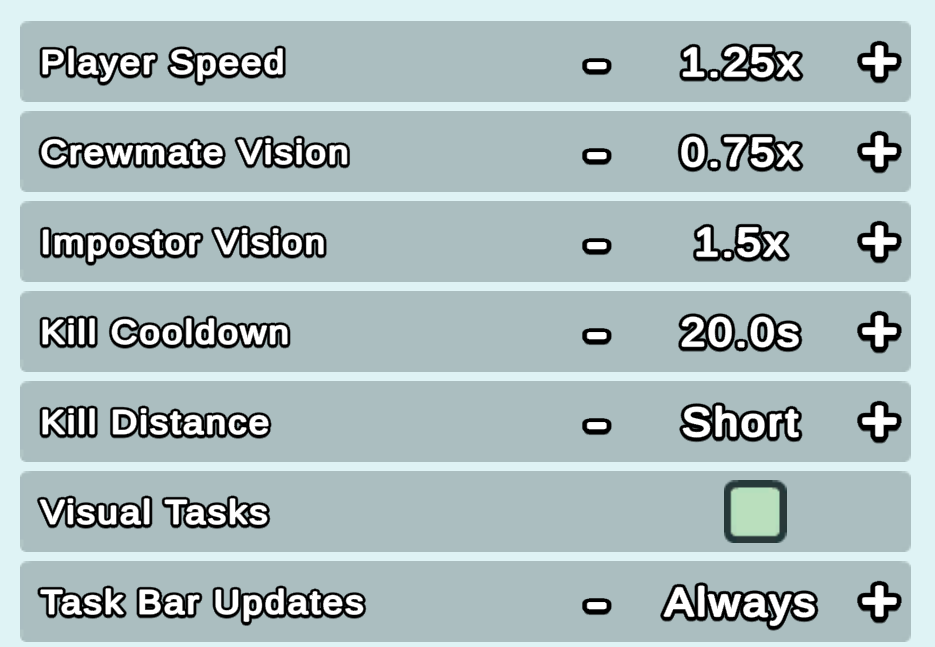 Player Speed - 1.25x +
Crewmate Vision - 0.75x +
Impostor Vision - 1.5x +
Kill Cooldown - 20.0s +
Kill Distance - Short +
Visual Tasks
Task Bar Updates - Always +